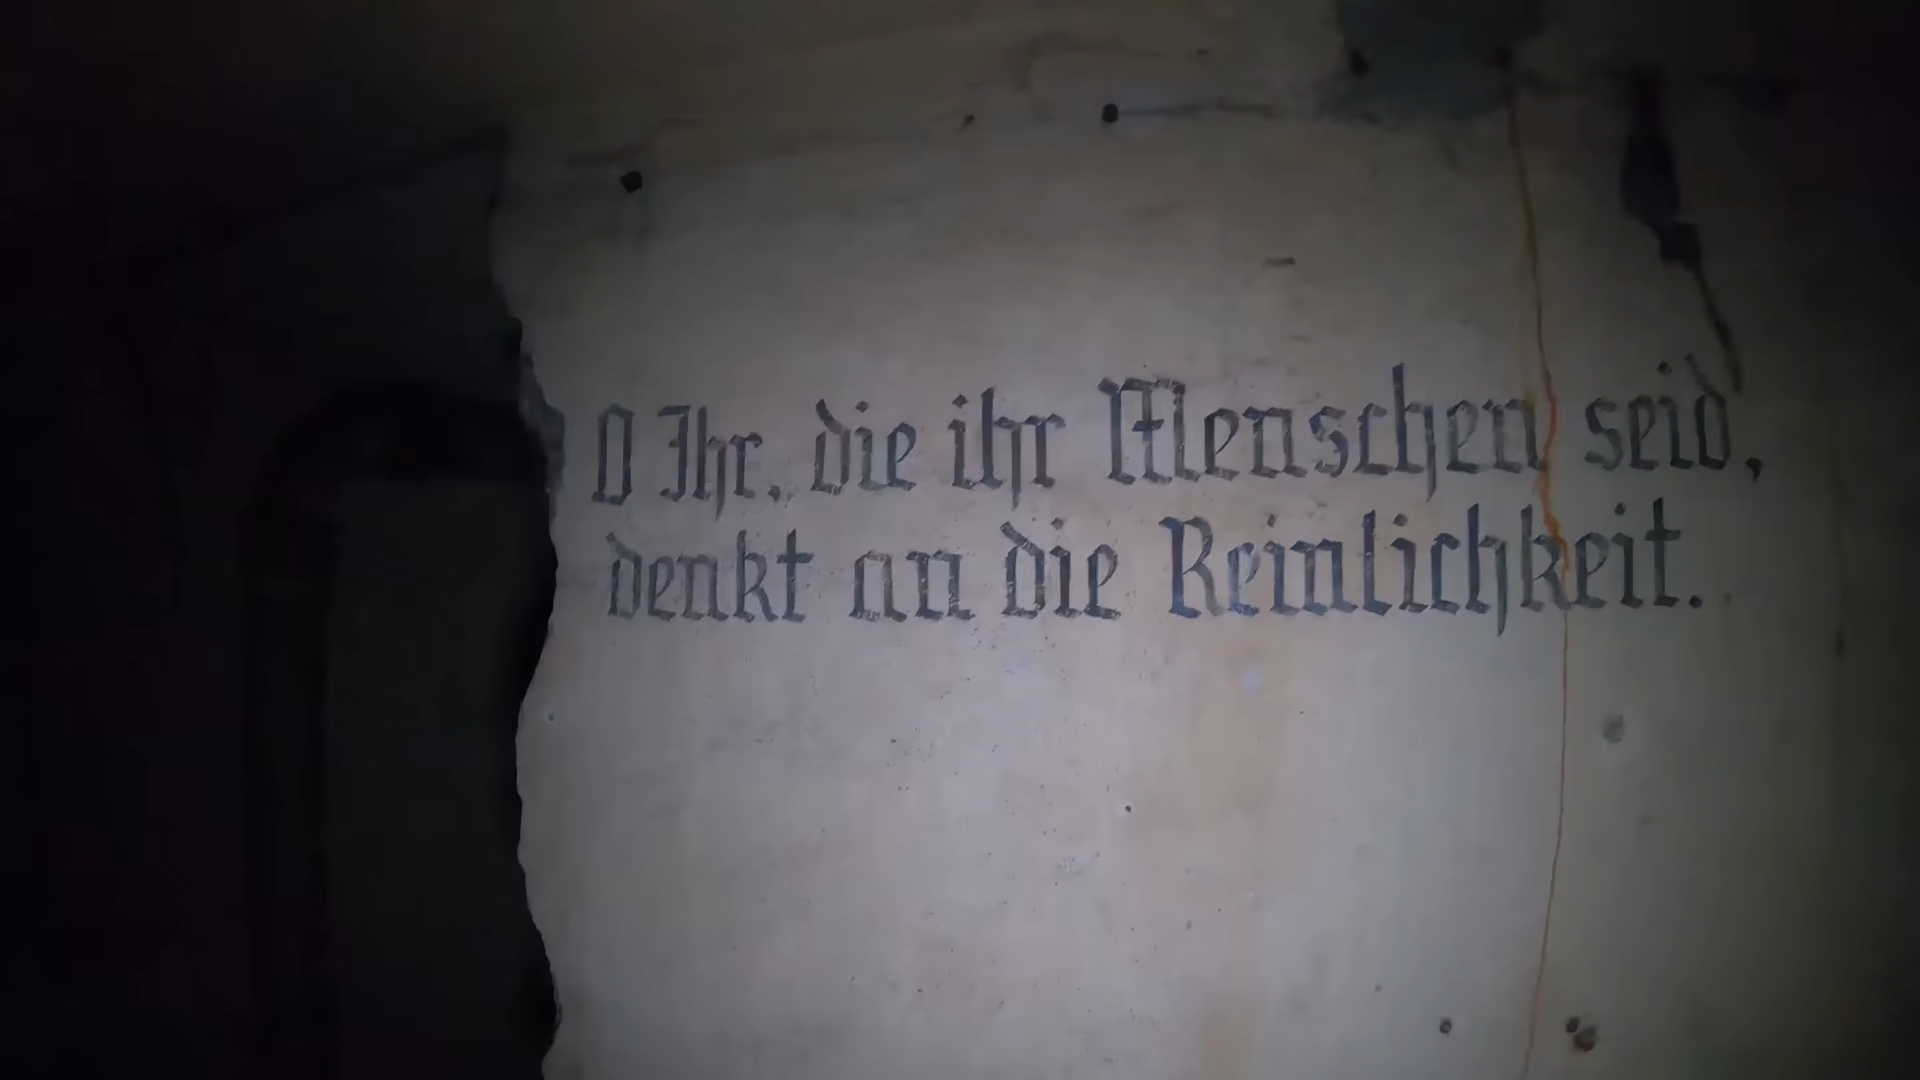 O Ihr. die ihr Menschen seid,
denkt an die Reinlichkeit.